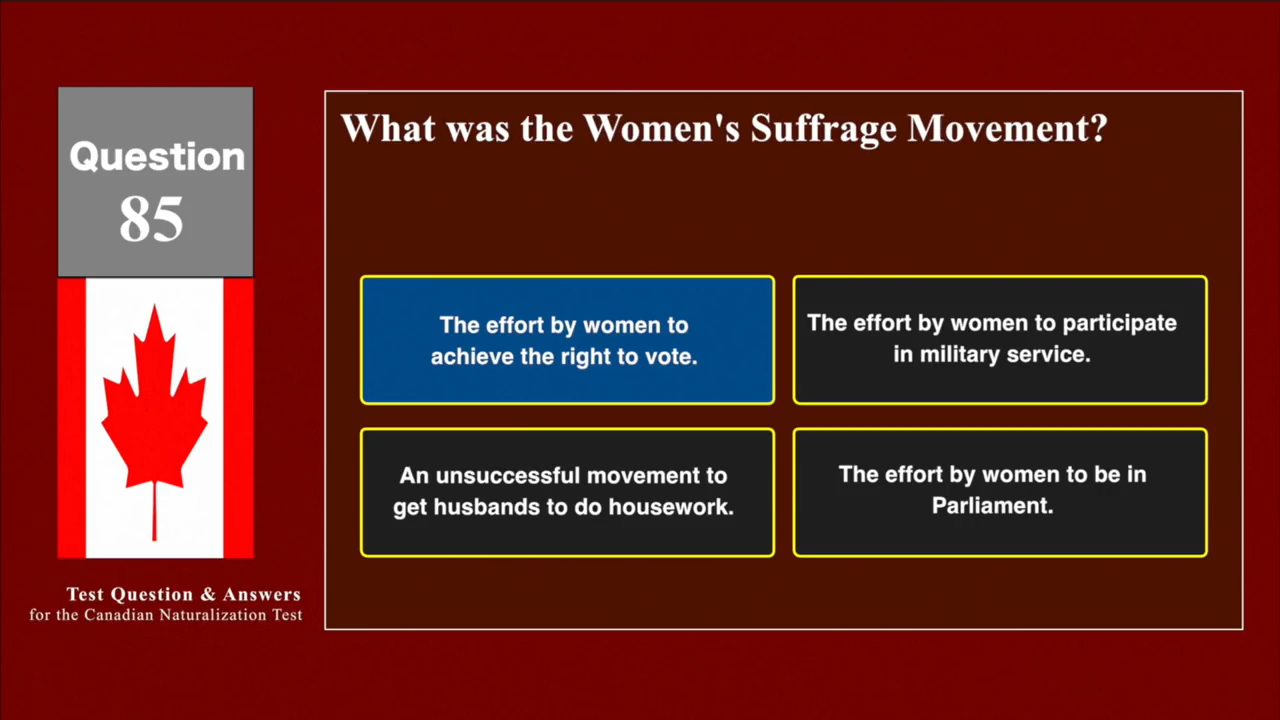 Question
85
Test Question & Answers
for the Canadian Naturalization Test
What was the Women's Suffrage Movement?
The effort by women to
achieve the right to vote.
The effort by women to participate
in military service.
An unsuccessful movement to
get husbands to do housework.
The effort by women to be in
Parliament.